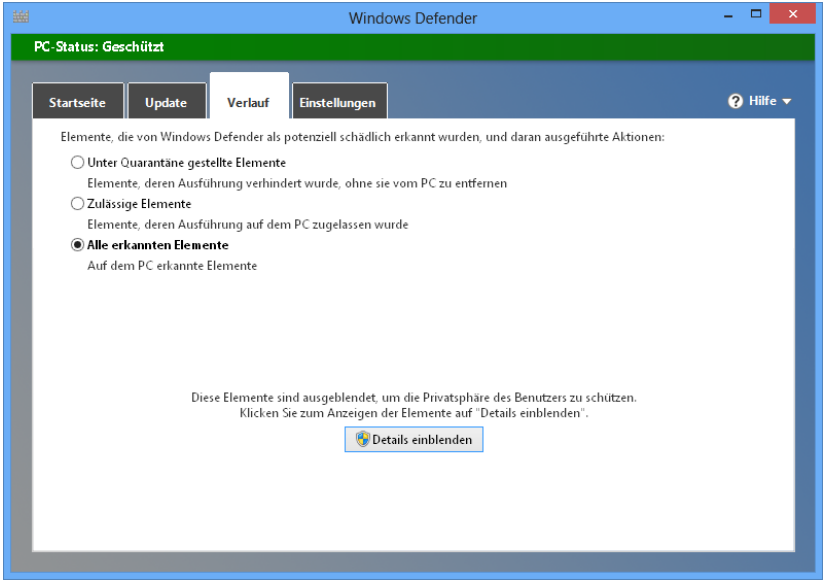 Windows Defender
PC-Status: Geschützt
Startseite
Update
Verlauf
Einstellungen
Hilfe
Elemente, die von Windows Defender als potenziell schädlich erkannt wurden, und daran ausgeführte Aktionen:
Unter Quarantäne gestellte Elemente
Elemente, deren Ausführung verhindert wurde, ohne sie vom PC zu entfernen
Zulässige Elemente
Elemente, deren Ausführung auf dem PC zugelassen wurde
Alle erkannten Elemente
Auf dem PC erkannte Elemente
Diese Elemente sind ausgeblendet, um die Privatsphäre des Benutzers zu schützen.
Klicken Sie zum Anzeigen der Elemente auf "Details einblenden".
Details einblenden